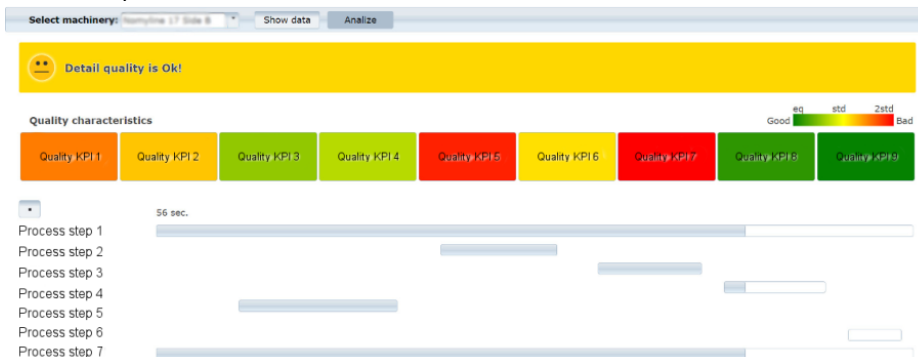 Select machinery: Show data Analize
Detail quality is Ok!
eq std 2std
Quality characteristics Good Bad
Quality KPI 1 Quality KPI 2 Quality KPI 3 Quality KPI 4 Quality KPI 5 Quality KPI 6 Quality KPI 7 Quality KPI 8 Quality KPI 9
56 sec.
Process step 1
Process step 2
Process step 3
Process step 4
Process step 5
Process step 6
Process step 7